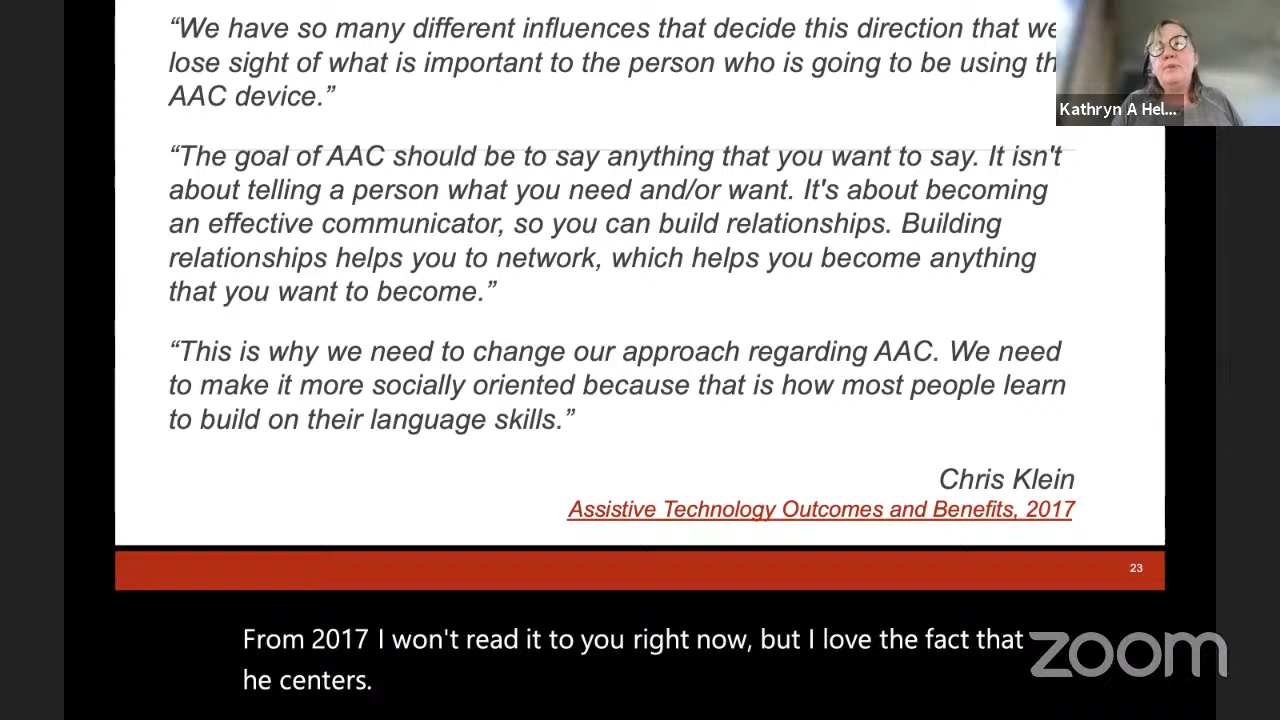 “We have so many different influences that decide this direction that we
lose sight of what is important to the person who is going to be using th
AAC device.”
Kathryn A Hel...
“The goal of AAC should be to say anything that you want to say. It isn't
about telling a person what you need and/or want. It's about becoming
an effective communicator, so you can build relationships. Building
relationships helps you to network, which helps you become anything
that you want to become.”
“This is why we need to change our approach regarding AAC. We need
to make it more socially oriented because that is how most people learn
to build on their language skills.”
Chris Klein
Assistive Technology Outcomes and Benefits, 2017
23
From 2017 I won't read it to you right now, but I love the fact that
he centers.
zoom